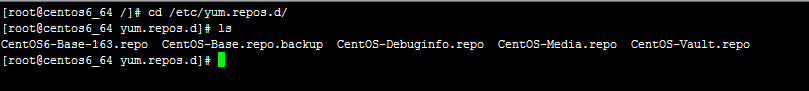 [root@centos6_64 /]# cd /etc/yum.repos.d/
[root@centos6_64 yum.repos.d]# ls
CentOS6-Base-163.repo  CentOS-Base.repo.backup  CentOS-Debuginfo.repo  CentOS-Media.repo  CentOS-Vault.repo
[root@centos6_64 yum.repos.d]#